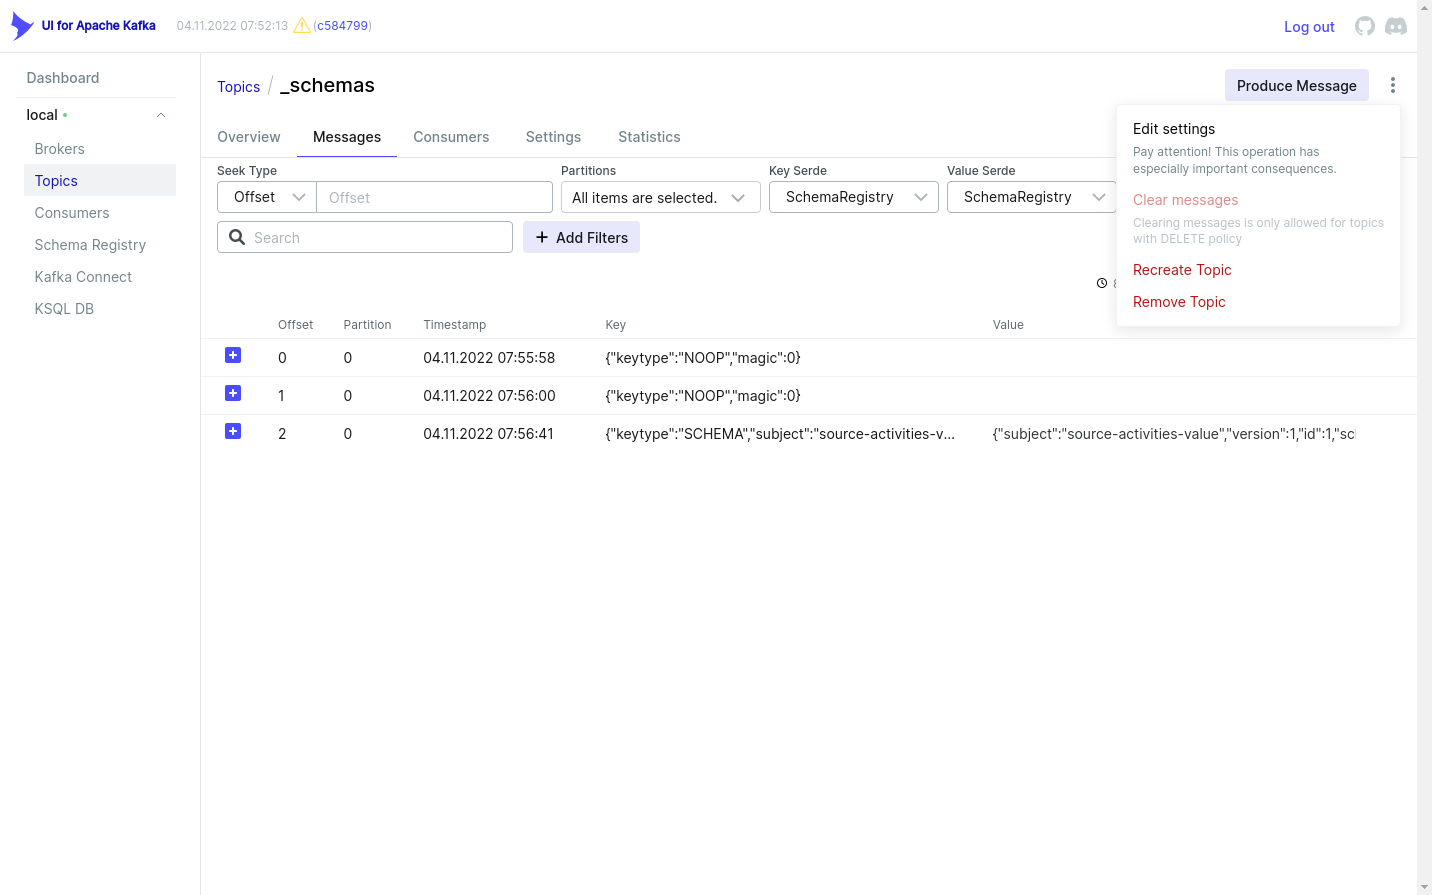 UI for Apache Kafka
04.11.2022 07:52:13 (c584799)
Log out
Dashboard
local
Brokers
Topics
Consumers
Schema Registry
Kafka Connect
KSQL DB
Topics / _schemas
Produce Message
Overview Messages Consumers Settings Statistics
Edit settings
Pay attention! This operation has
especially important consequences.
Clear messages
Clearing messages is only allowed for topics
with DELETE policy
Recreate Topic
Remove Topic
Seek Type Partitions Key Serde Value Serde
Offset Offset All items are selected. SchemaRegistry SchemaRegistry
Search Add Filters
Offset Partition Timestamp Key Value
0 0 04.11.2022 07:55:58 {"keytype":"NOOP","magic":0}
1 0 04.11.2022 07:56:00 {"keytype":"NOOP","magic":0}
2 0 04.11.2022 07:56:41 {"keytype":"SCHEMA","subject":"source-activities-v... {"subject":"source-activities-value","version":1,"id":1,"sc